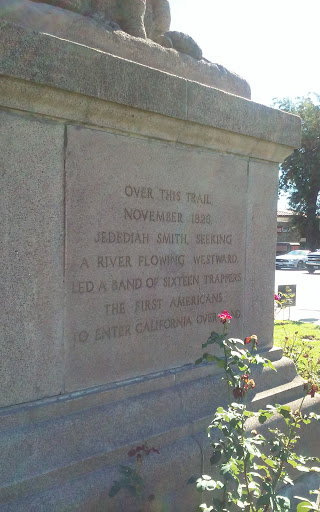 OVER THIS TRAIL,
NOVEMBER 1826
JEDEDIAH SMITH, SEEKING
A RIVER FLOWING WESTWARD,
LED A BAND OF SIXTEEN TRAPPERS
THE FIRST AMERICANS
TO ENTER CALIFORNIA OVERLAND.